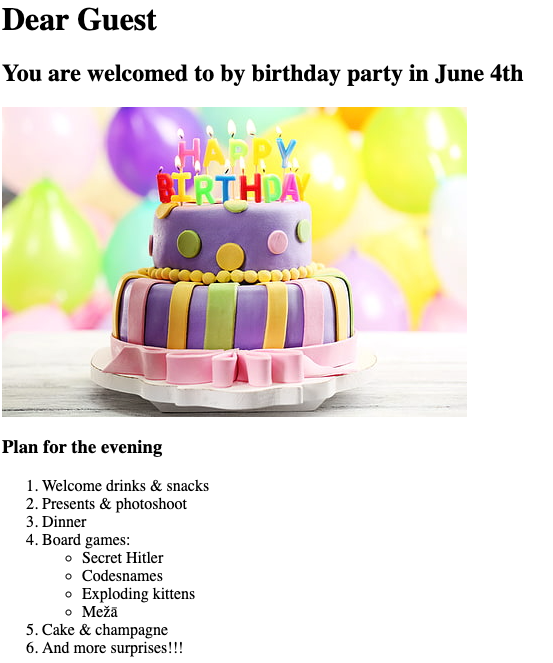 Dear Guest
You are welcomed to by birthday party in June 4th
HAPPY
BIRTHDAY
Plan for the evening
1. Welcome drinks & snacks
2. Presents & photoshoot
3. Dinner
4. Board games:
Secret Hitler
Codesnames
Exploding kittens
Mežā
5. Cake & champagne
6. And more surprises!!!